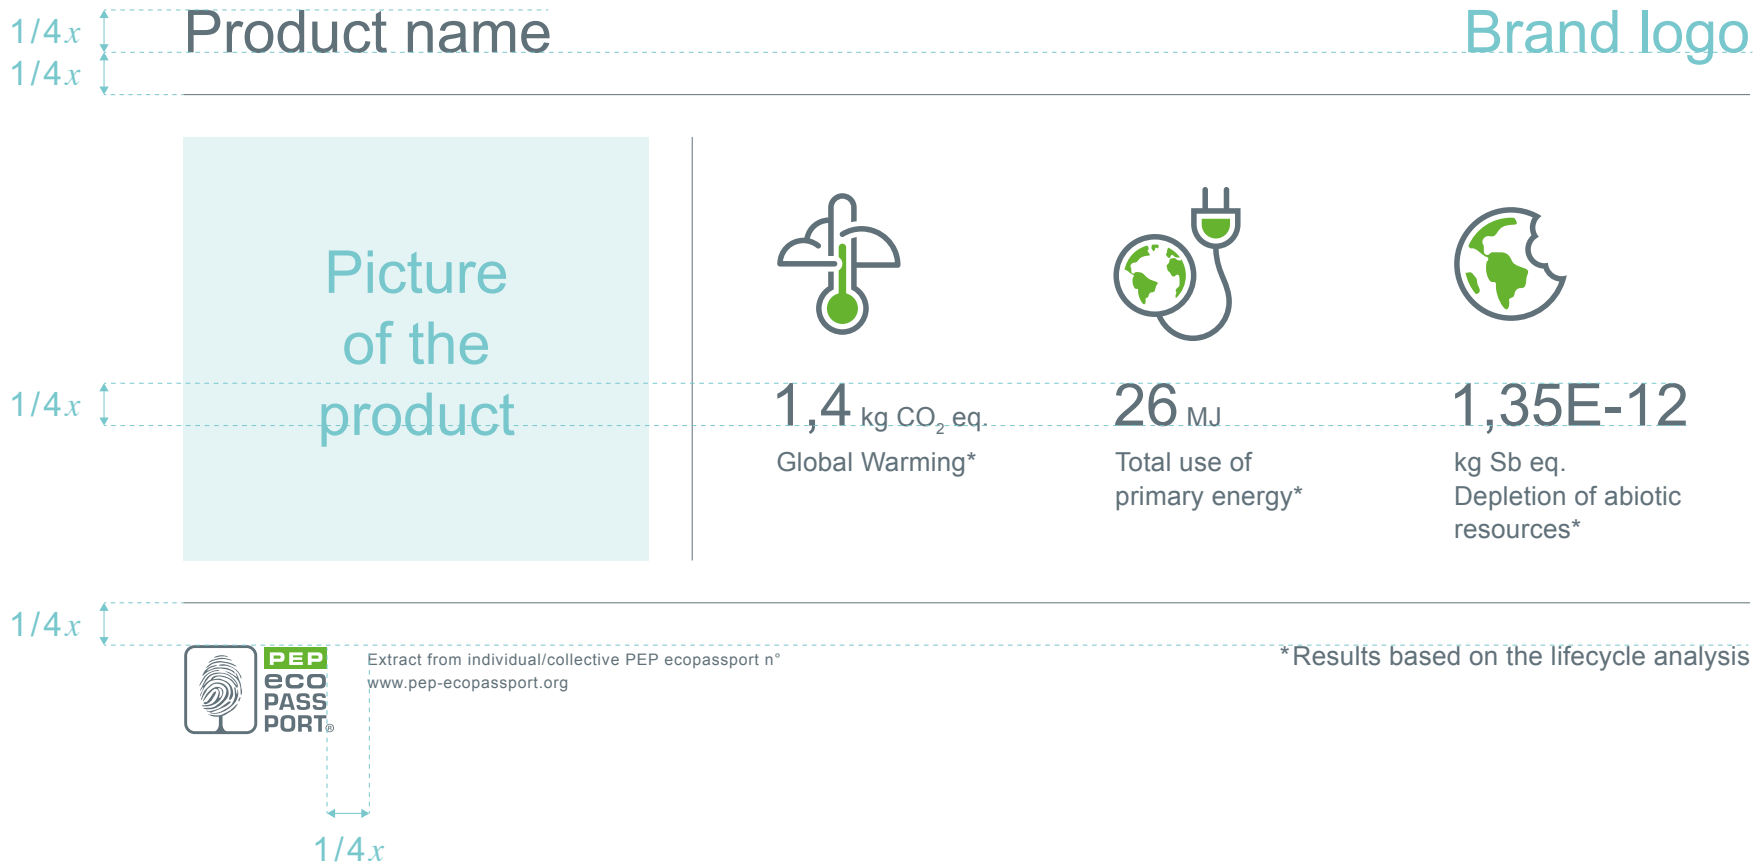 1/4x
Product name
Brand logo
1/4x
Picture
of the
product
1/4x
1,4 kg CO₂ eq.
Global Warming*
26 MJ
Total use of
primary energy*
1,35E-12
kg Sb eq.
Depletion of abiotic
resources*
1/4x
PEP
eco
PASS
PORT®
Extract from individual/collective PEP ecopassport n°
www.pep-ecopassport.org
*Results based on the lifecycle analysis
1/4x